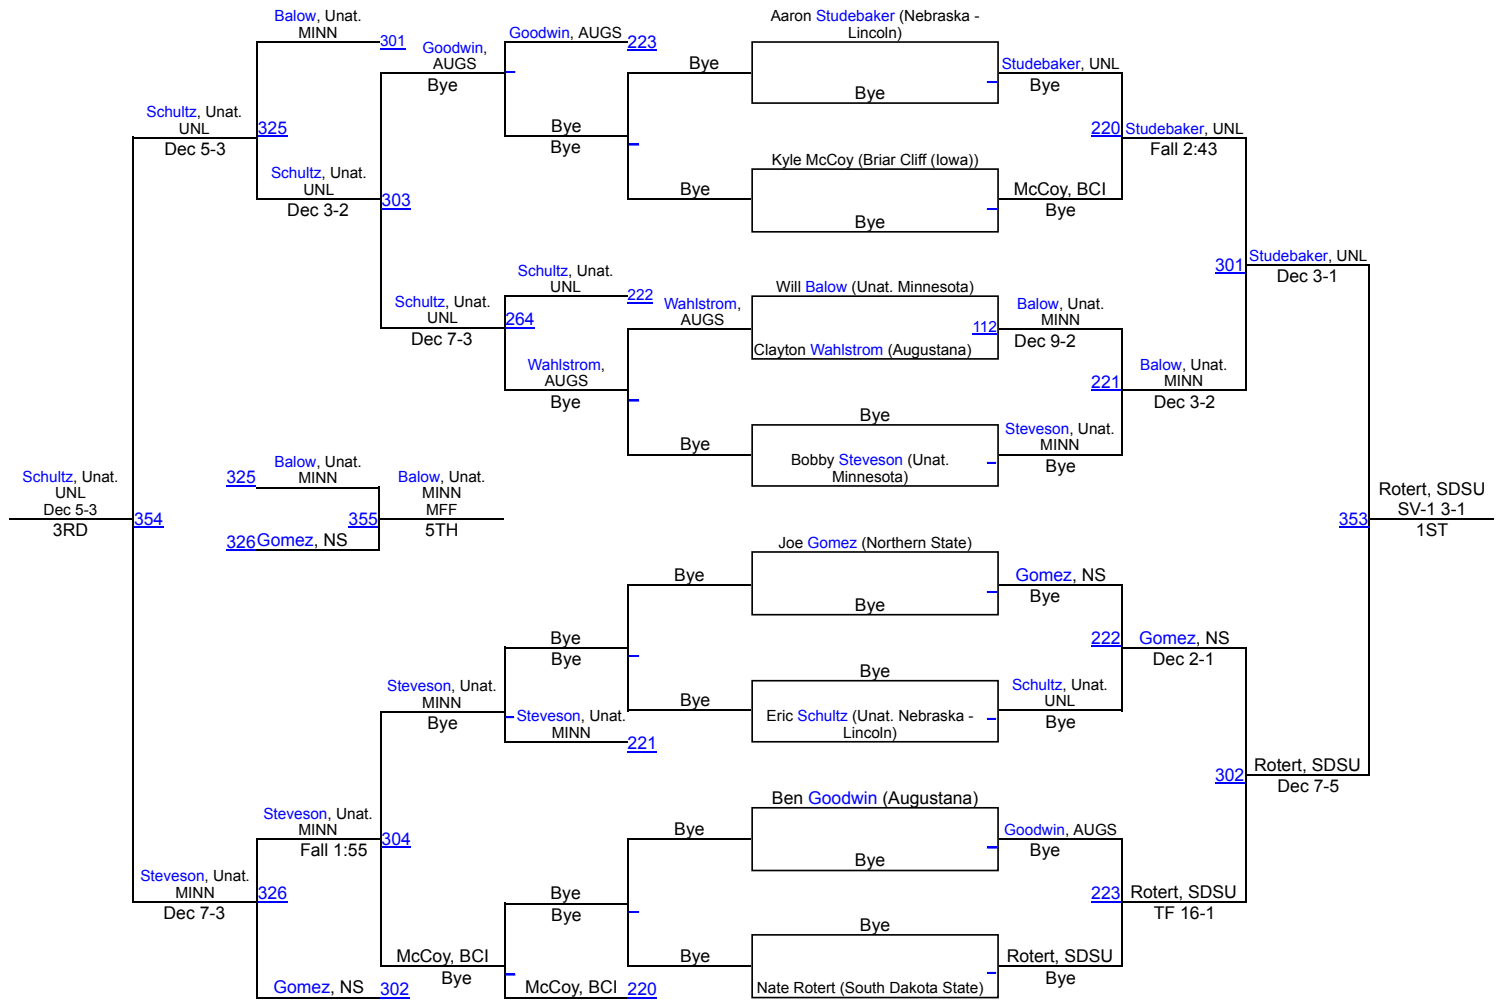 Balow, Unat.
MINN
301
Goodwin,
AUGS
Bye
Goodwin, AUGS
223
Bye
Aaron Studebaker (Nebraska -
Lincoln)
Bye
Studebaker, UNL
Bye
Schultz, Unat.
UNL
Dec 5-3
325
Bye
Bye
220
Studebaker, UNL
Fall 2:43
Schultz, Unat.
UNL
Dec 3-2
303
Bye
Kyle McCoy (Briar Cliff (Iowa))
Bye
McCoy, BCI
Bye
301
Studebaker, UNL
Dec 3-1
Schultz, Unat.
UNL
Dec 7-3
Schultz, Unat.
UNL
222
264
Wahlstrom,
AUGS
Will Balow (Unat. Minnesota)
112
Clayton Wahlstrom (Augustana)
Balow, Unat.
MINN
Dec 9-2
Wahlstrom,
AUGS
Bye
221
Balow, Unat.
MINN
Dec 3-2
Bye
Bye
Bobby Steveson (Unat.
Minnesota)
Steveson, Unat.
MINN
Bye
Schultz, Unat.
UNL
Dec 5-3
3RD
354
325
Balow, Unat.
MINN
326
Gomez, NS
355
Balow, Unat.
MINN
MFF
5TH
353
Rotert, SDSU
SV-1 3-1
1ST
Bye
Joe Gomez (Northern State)
Bye
Gomez, NS
Bye
Bye
Bye
222
Gomez, NS
Dec 2-1
Steveson, Unat.
MINN
Bye
Steveson, Unat.
MINN
221
Bye
Bye
Eric Schultz (Unat. Nebraska -
Lincoln)
Schultz, Unat.
UNL
Bye
302
Rotert, SDSU
Dec 7-5
Steveson, Unat.
MINN
Fall 1:55
304
Bye
Ben Goodwin (Augustana)
Bye
Goodwin, AUGS
Bye
Steveson, Unat.
MINN
Dec 7-3
326
Bye
Bye
223
Rotert, SDSU
TF 16-1
McCoy, BCI
Bye
Bye
Bye
Nate Rotert (South Dakota State)
Rotert, SDSU
Bye
Gomez, NS
302
McCoy, BCI
220